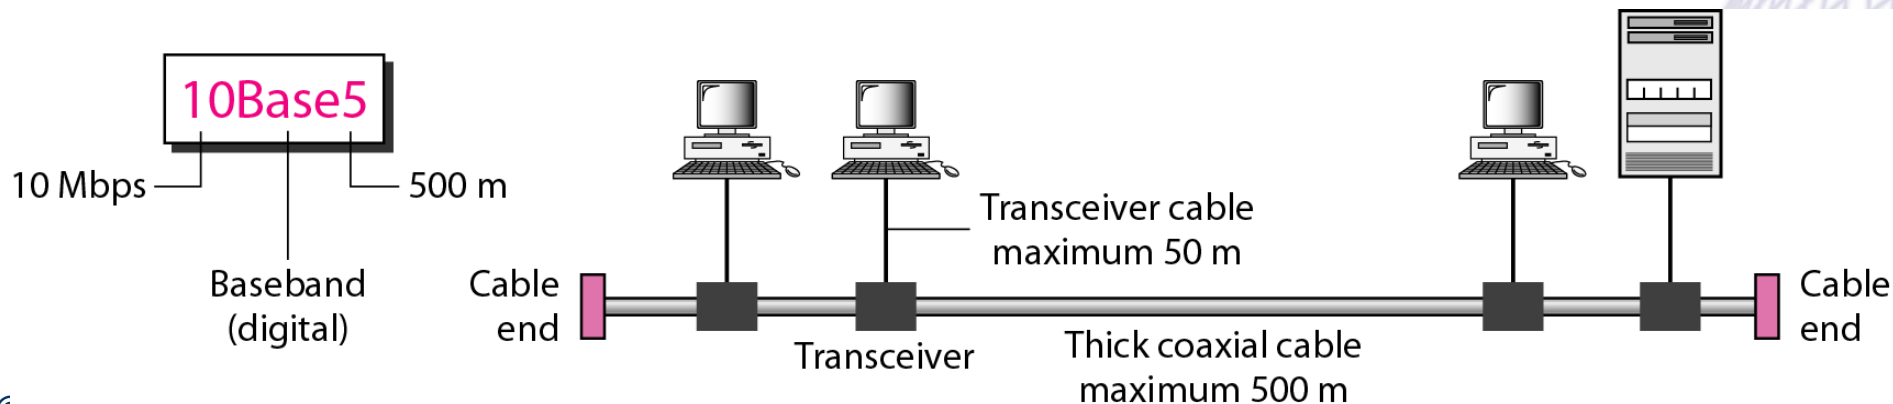 10Base5
10 Mbps
500 m
Baseband
(digital)
Transceiver cable
maximum 50 m
Cable
end
Transceiver
Thick coaxial cable
maximum 500 m
Cable
end